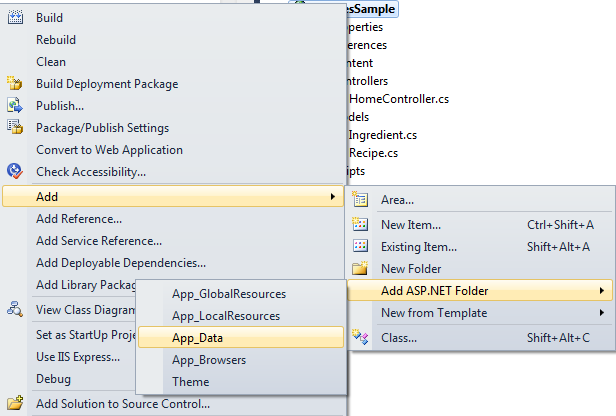 esSample
operties
erences
ntent
ntrollers
HomeController.cs
dels
Ingredient.cs
Recipe.cs
ripts
Build
Rebuild
Clean
Build Deployment Package
Publish...
Package/Publish Settings
Convert to Web Application
Check Accessibility...
Add
Add Reference...
Add Service Reference...
Add Deployable Dependencies...
Add Library Packag
View Class Diagram
Set as StartUp Proje
Use IIS Express...
Debug
Add Solution to Source Control...
Area...
New Item... Ctrl+Shift+A
Existing Item... Shift+Alt+A
New Folder
Add ASP.NET Folder
New from Template
Class... Shift+Alt+C
App_GlobalResources
App_LocalResources
App_Data
App_Browsers
Theme